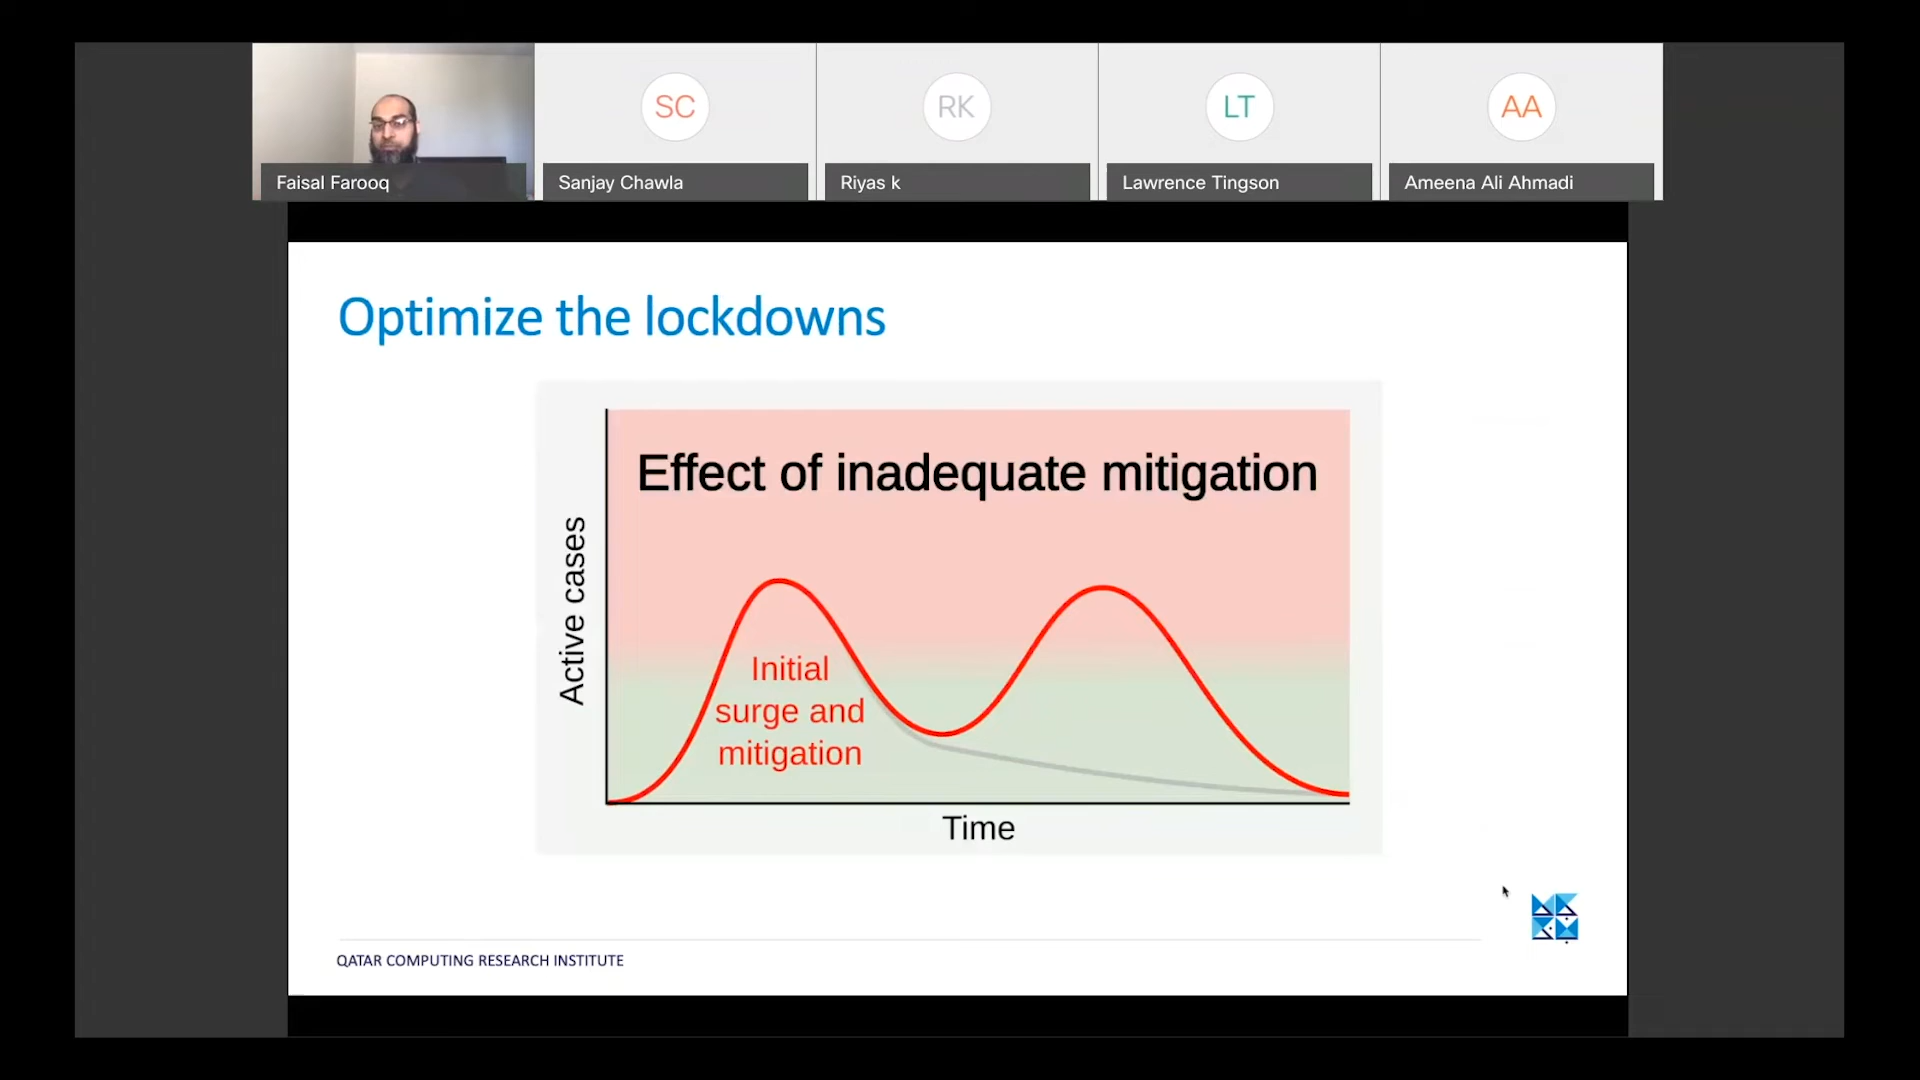 SC
RK
LT
AA
Faisal Farooq
Sanjay Chawla
Riyas k
Lawrence Tingson
Ameena Ali Ahmadi
Optimize the lockdowns
Effect of inadequate mitigation
Active cases
Initial
surge and
mitigation
Time
QATAR COMPUTING RESEARCH INSTITUTE